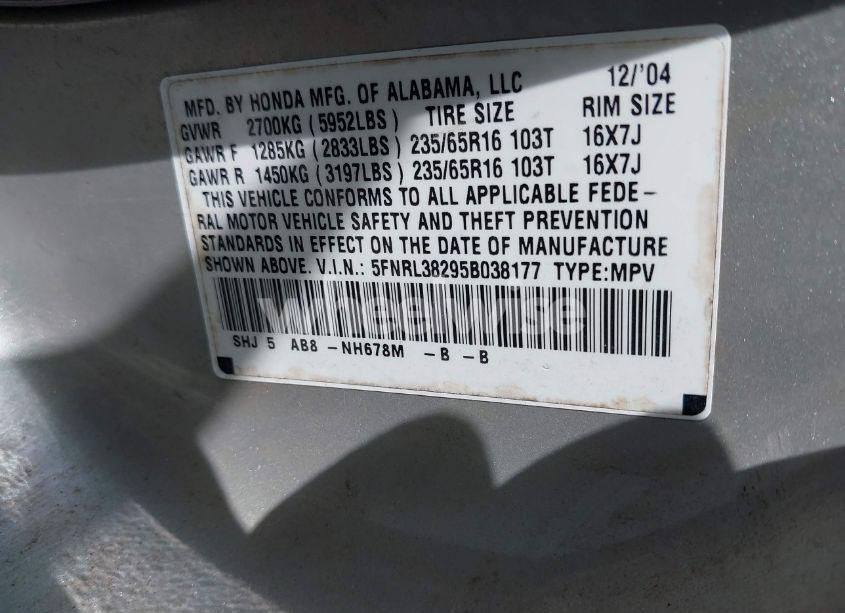 MFD. BY HONDA MFG. OF ALABAMA, LLC 12/'04
GVWR 2700KG (5952LBS) TIRE SIZE RIM SIZE
GAWR F 1285KG (2833LBS) 235/65R16 103T 16X7J
GAWR R 1450KG (3197LBS) 235/65R16 103T 16X7J
THIS VEHICLE CONFORMS TO ALL APPLICABLE FEDE-
RAL MOTOR VEHICLE SAFETY AND THEFT PREVENTION
STANDARDS IN EFFECT ON THE DATE OF MANUFACTURE
SHOWN ABOVE. V.I.N.: 5FNRL38295B038177 TYPE:MPV
wheelwise
SHJ 5 AB8 -NH678M -B -B